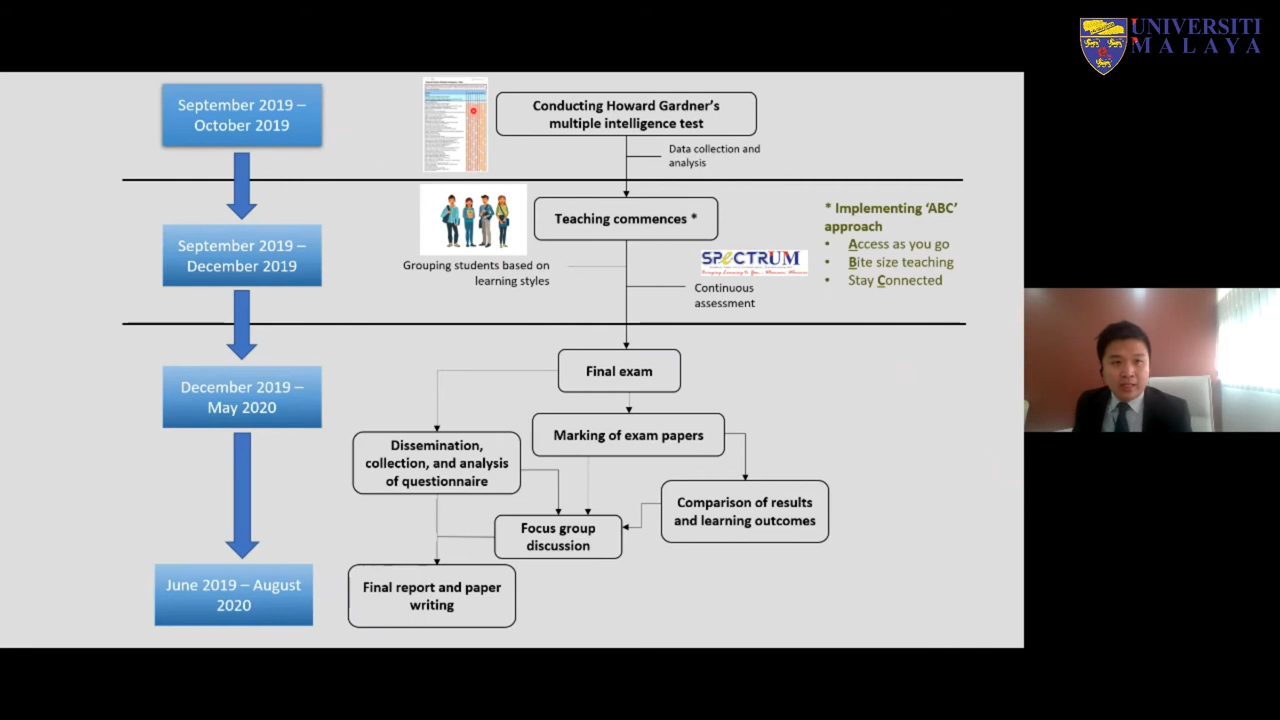 UNIVERSITI
MALAYA
September 2019 –
October 2019
Conducting Howard Gardner's
multiple intelligence test
Data collection and
analysis
September 2019 –
December 2019
Teaching commences *
Grouping students based on
learning styles
SPeCTRUM
Continuous
assessment
* Implementing 'ABC'
approach
• Access as you go
• Bite size teaching
• Stay Connected
December 2019 –
May 2020
Final exam
Marking of exam papers
Dissemination,
collection, and analysis
of questionnaire
Comparison of results
and learning outcomes
Focus group
discussion
June 2019 – August
2020
Final report and paper
writing